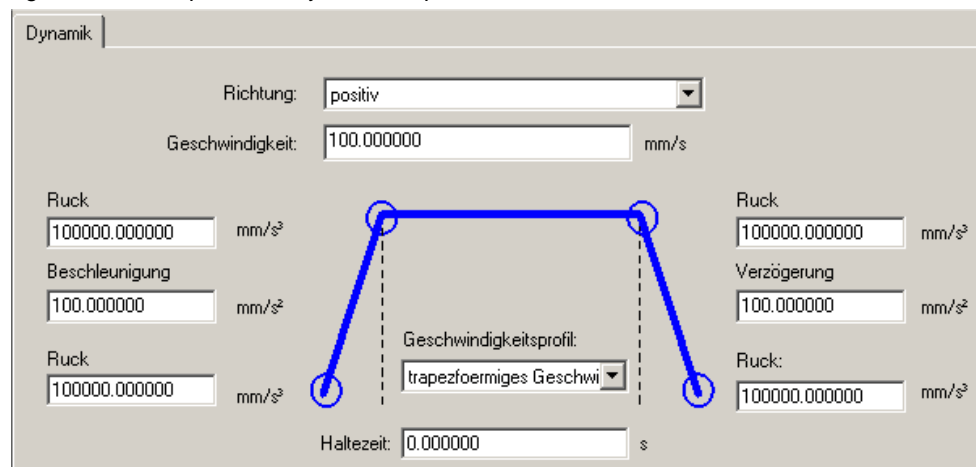 Dynamik
Richtung: positiv
Geschwindigkeit: 100.000000 mm/s
Ruck
100000.000000 mm/s³
Beschleunigung
100.000000 mm/s²
Ruck
100000.000000 mm/s³
Geschwindigkeitsprofil:
trapezfoermiges Geschwi
Haltezeit: 0.000000 s
Ruck
100000.000000 mm/s³
Verzögerung
100.000000 mm/s²
Ruck:
100000.000000 mm/s³